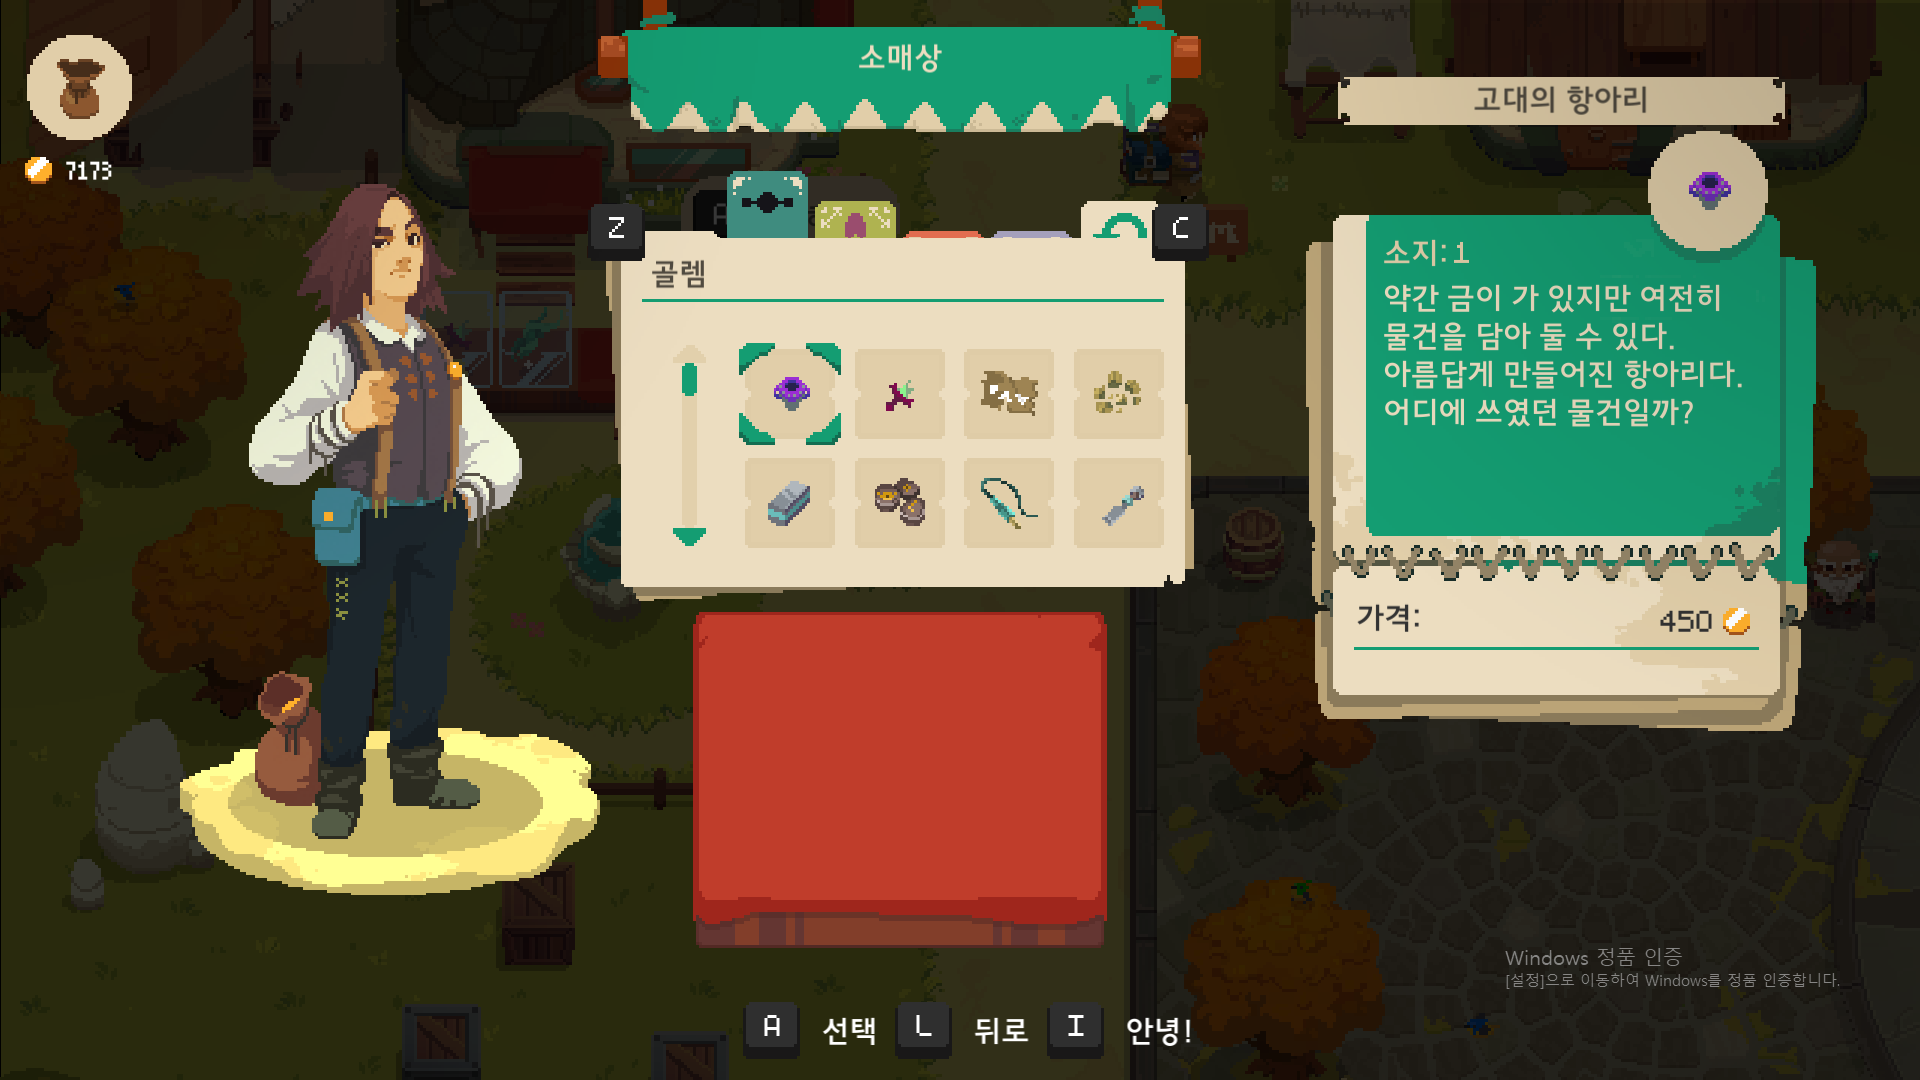 소매상
고대의 항아리
7173
Z
C
골렘
소지: 1
약간 금이 가 있지만 여전히
물건을 담아 둘 수 있다.
아름답게 만들어진 항아리다.
어디에 쓰였던 물건일까?
가격:
450
Windows 정품 인증
[설정]으로 이동하여 Windows를 정품 인증합니다.
A 선택 L 뒤로 I 안녕!